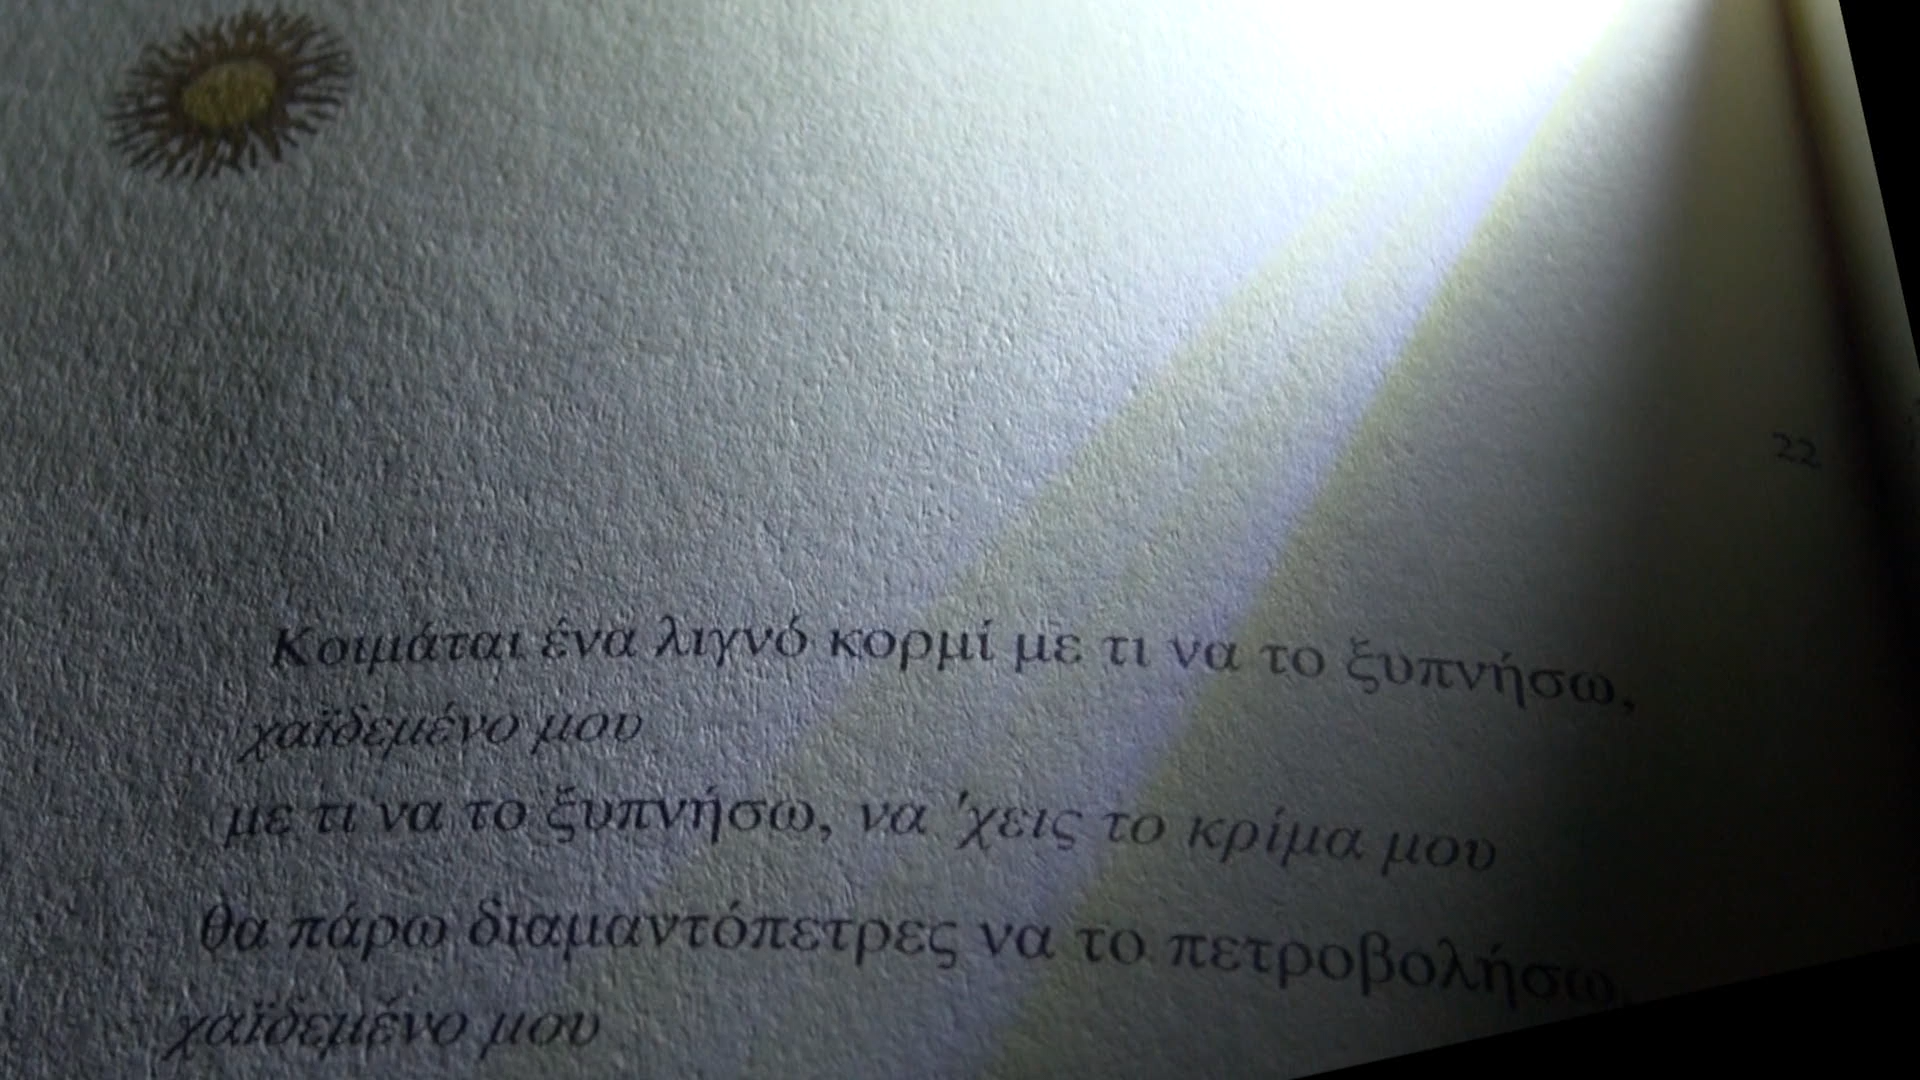 22
Κοιμάται ένα λιγνό κορμί με τι να το ξυπνήσω,
χαϊδεμένο μου
με τι να το ξυπνήσω, να 'χεις το κρίμα μου
θα πάρω διαμαντόπετρες να το πετροβολήσω,
χαϊδεμένο μου